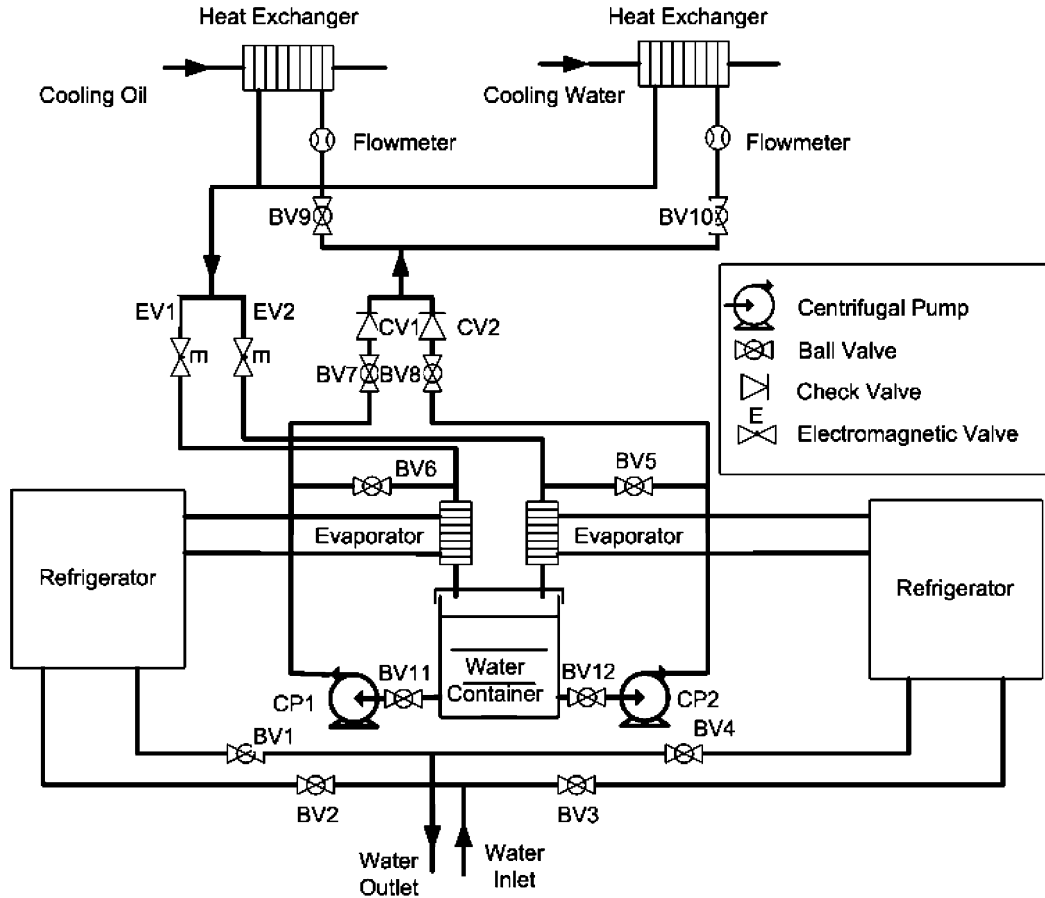 Heat Exchanger
Heat Exchanger
Cooling Oil
Cooling Water
Flowmeter
Flowmeter
BV9
BV10
EV1
EV2
CV1
CV2
E
E
BV7
BV8
Centrifugal Pump
Ball Valve
Check Valve
E
Electromagnetic Valve
BV6
BV5
Evaporator
Evaporator
Refrigerator
Refrigerator
Water
Container
BV11
BV12
CP1
CP2
BV1
BV4
BV2
BV3
Water
Outlet
Water
Inlet